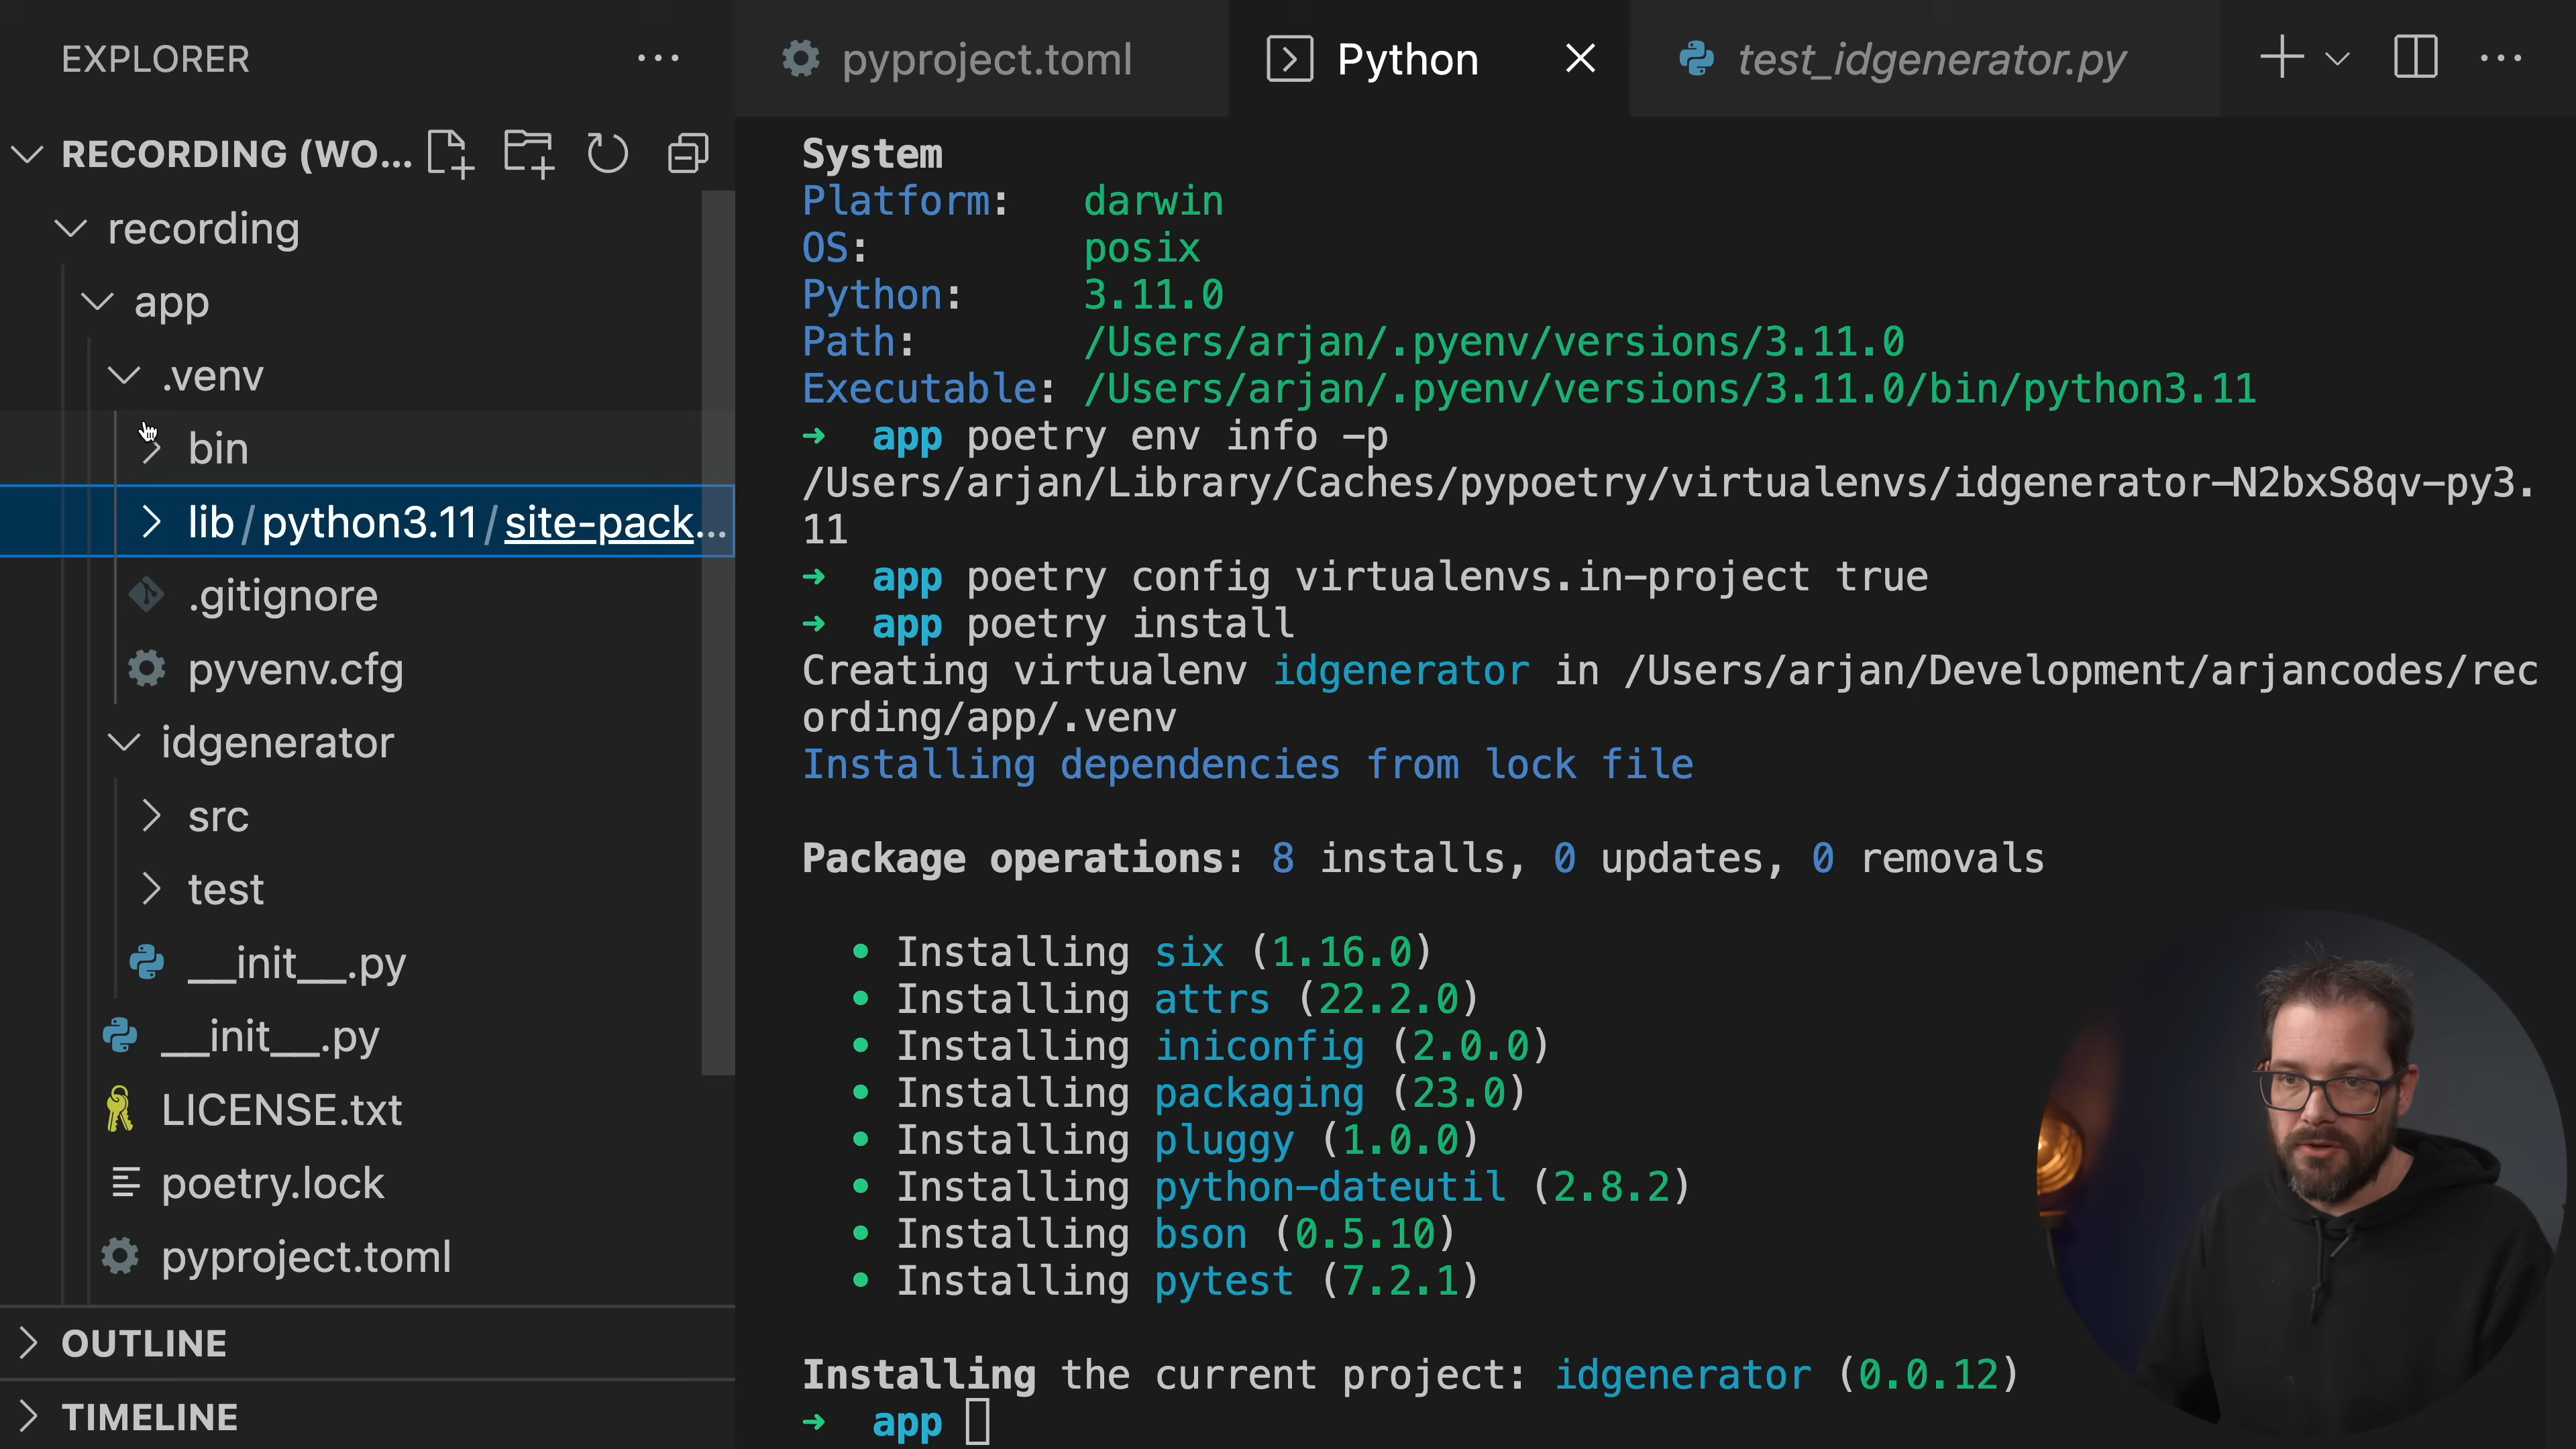 EXPLORER
RECORDING (WO...
recording
app
.venv
bin
lib/python3.11/site-pack...
.gitignore
pyvenv.cfg
idgenerator
src
test
__init__.py
__init__.py
LICENSE.txt
poetry.lock
pyproject.toml
OUTLINE
TIMELINE
pyproject.toml
Python
test_idgenerator.py
System
Platform: darwin
OS: posix
Python: 3.11.0
Path: /Users/arjan/.pyenv/versions/3.11.0
Executable: /Users/arjan/.pyenv/versions/3.11.0/bin/python3.11
→ app poetry env info -p
/Users/arjan/Library/Caches/pypoetry/virtualenvs/idgenerator-N2bxS8qv-py3.
11
→ app poetry config virtualenvs.in-project true
→ app poetry install
Creating virtualenv idgenerator in /Users/arjan/Development/arjancodes/rec
ording/app/.venv
Installing dependencies from lock file
Package operations: 8 installs, 0 updates, 0 removals
• Installing six (1.16.0)
• Installing attrs (22.2.0)
• Installing iniconfig (2.0.0)
• Installing packaging (23.0)
• Installing pluggy (1.0.0)
• Installing python-dateutil (2.8.2)
• Installing bson (0.5.10)
• Installing pytest (7.2.1)
Installing the current project: idgenerator (0.0.12)
→ app